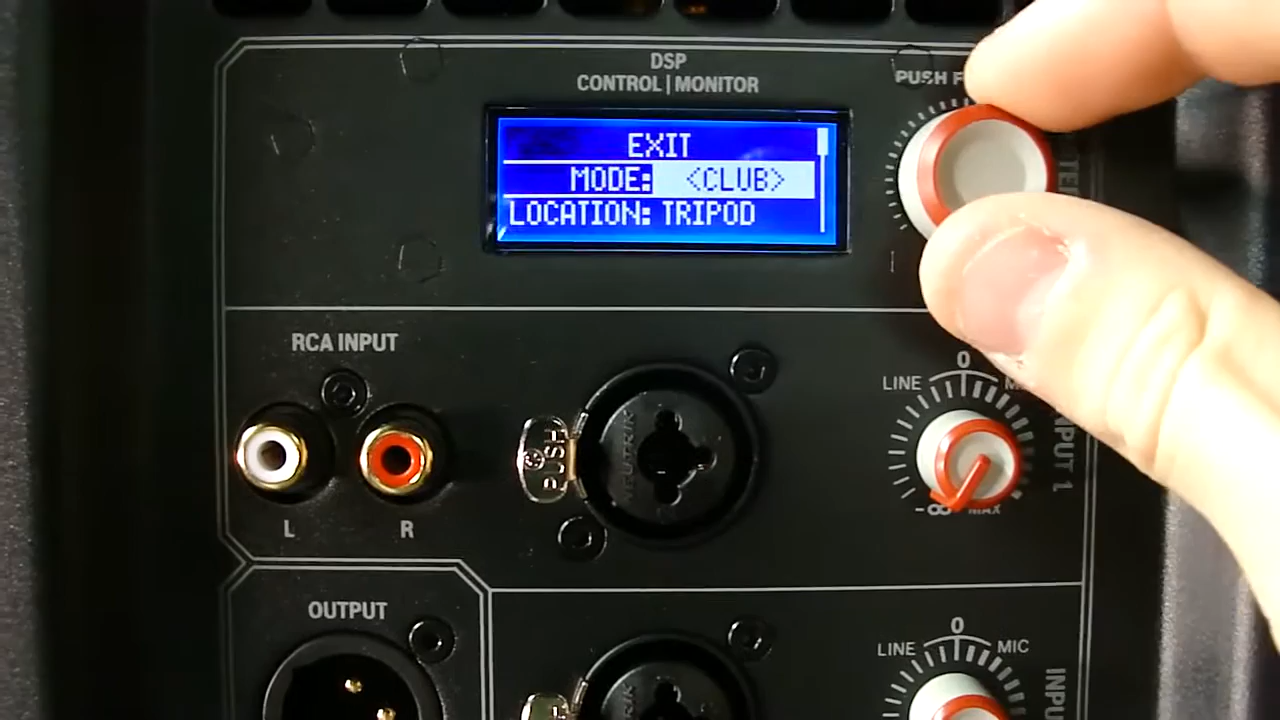 DSP
CONTROL | MONITOR
PUSH
EXIT
MODE: <CLUB>
LOCATION: TRIPOD
RCA INPUT
L
R
PUSH
NEUTRIK
0
LINE
-∞
MAX
INPUT 1
OUTPUT
0
LINE
MIC